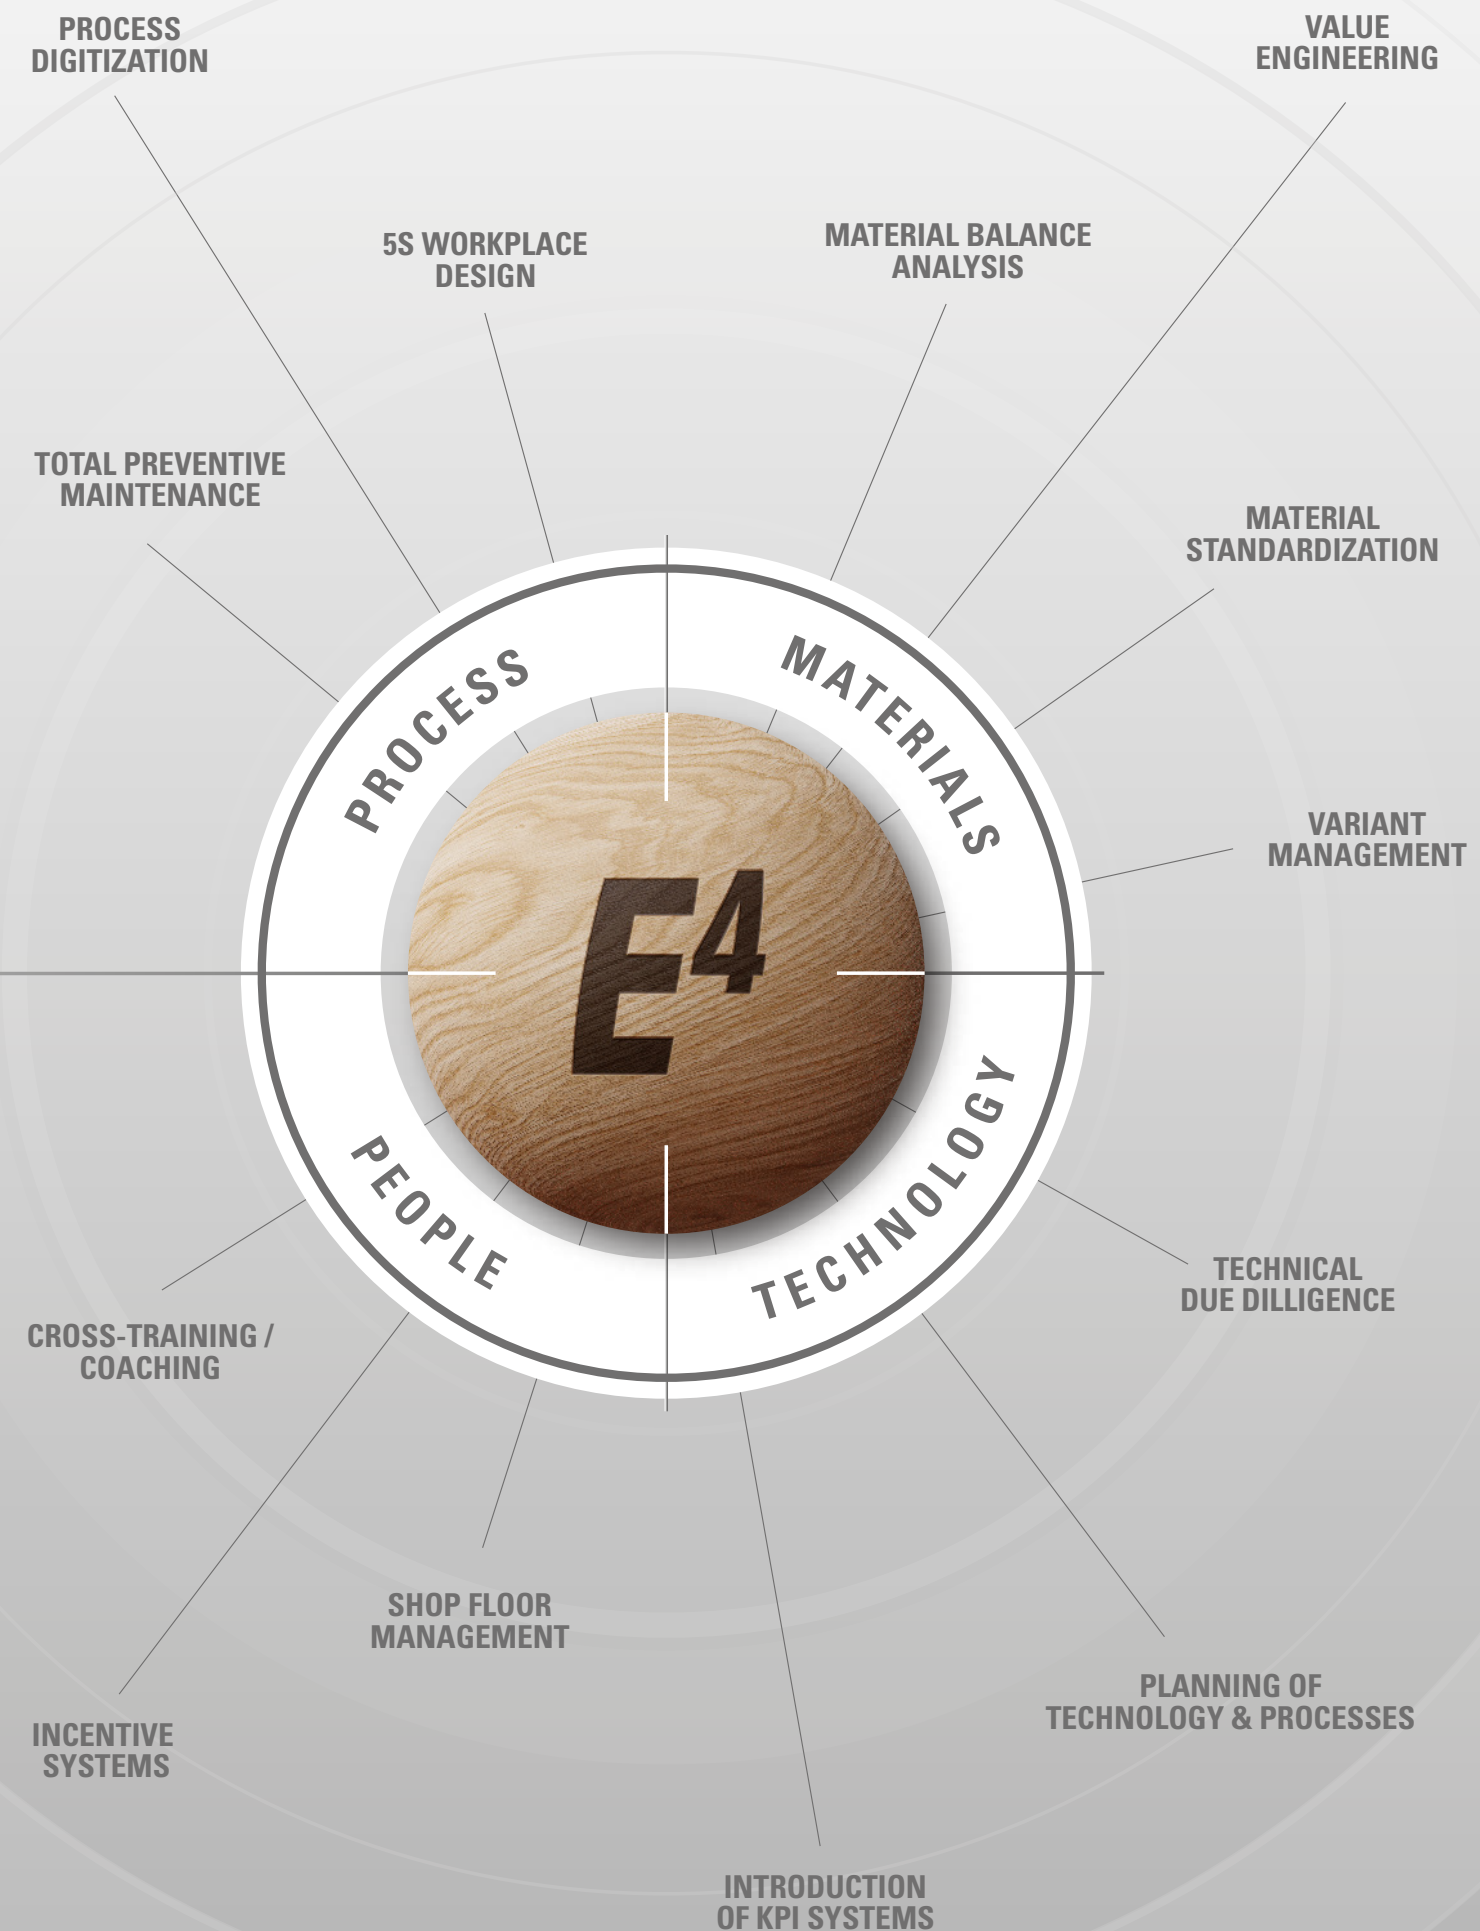 PROCESS
DIGITIZATION
VALUE
ENGINEERING
5S WORKPLACE
DESIGN
MATERIAL BALANCE
ANALYSIS
TOTAL PREVENTIVE
MAINTENANCE
MATERIAL
STANDARDIZATION
PROCESS
MATERIALS
VARIANT
MANAGEMENT
E4
PEOPLE
TECHNOLOGY
TECHNICAL
DUE DILLIGENCE
CROSS-TRAINING /
COACHING
SHOP FLOOR
MANAGEMENT
PLANNING OF
TECHNOLOGY & PROCESSES
INCENTIVE
SYSTEMS
INTRODUCTION
OF KPI SYSTEMS